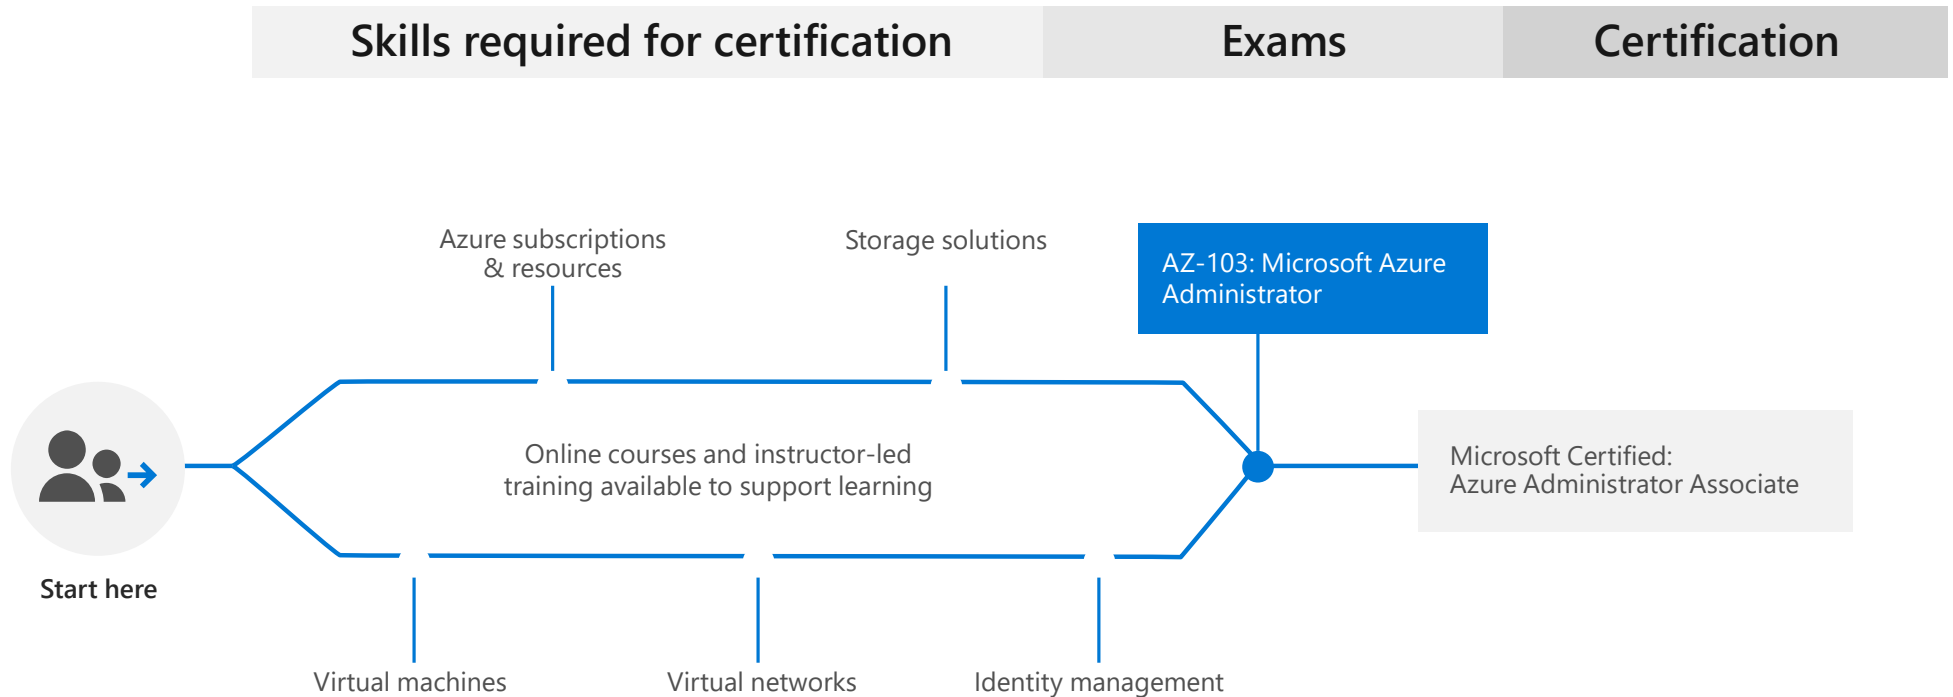 Skills required for certification
Exams
Certification
Azure subscriptions
& resources
Storage solutions
AZ-103: Microsoft Azure
Administrator
Online courses and instructor-led
training available to support learning
Microsoft Certified:
Azure Administrator Associate
Start here
Virtual machines
Virtual networks
Identity management